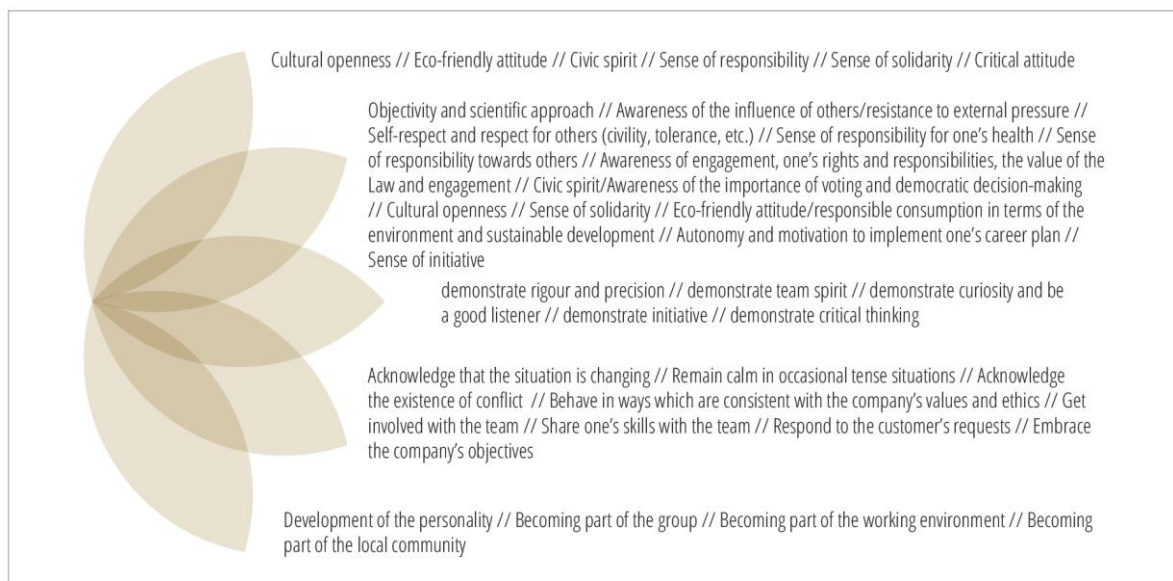 Cultural openness // Eco-friendly attitude // Civic spirit // Sense of responsibility // Sense of solidarity // Critical attitude
Objectivity and scientific approach // Awareness of the influence of others/resistance to external pressure //
Self-respect and respect for others (civility, tolerance, etc.) // Sense of responsibility for one’s health // Sense
of responsibility towards others // Awareness of engagement, one’s rights and responsibilities, the value of the
Law and engagement // Civic spirit/Awareness of the importance of voting and democratic decision-making
// Cultural openness // Sense of solidarity // Eco-friendly attitude/responsible consumption in terms of the
environment and sustainable development // Autonomy and motivation to implement one’s career plan //
Sense of initiative
demonstrate rigour and precision // demonstrate team spirit // demonstrate curiosity and be
a good listener // demonstrate initiative // demonstrate critical thinking
Acknowledge that the situation is changing // Remain calm in occasional tense situations // Acknowledge
the existence of conflict // Behave in ways which are consistent with the company’s values and ethics // Get
involved with the team // Share one’s skills with the team // Respond to the customer’s requests // Embrace
the company’s objectives
Development of the personality // Becoming part of the group // Becoming part of the working environment // Becoming
part of the local community